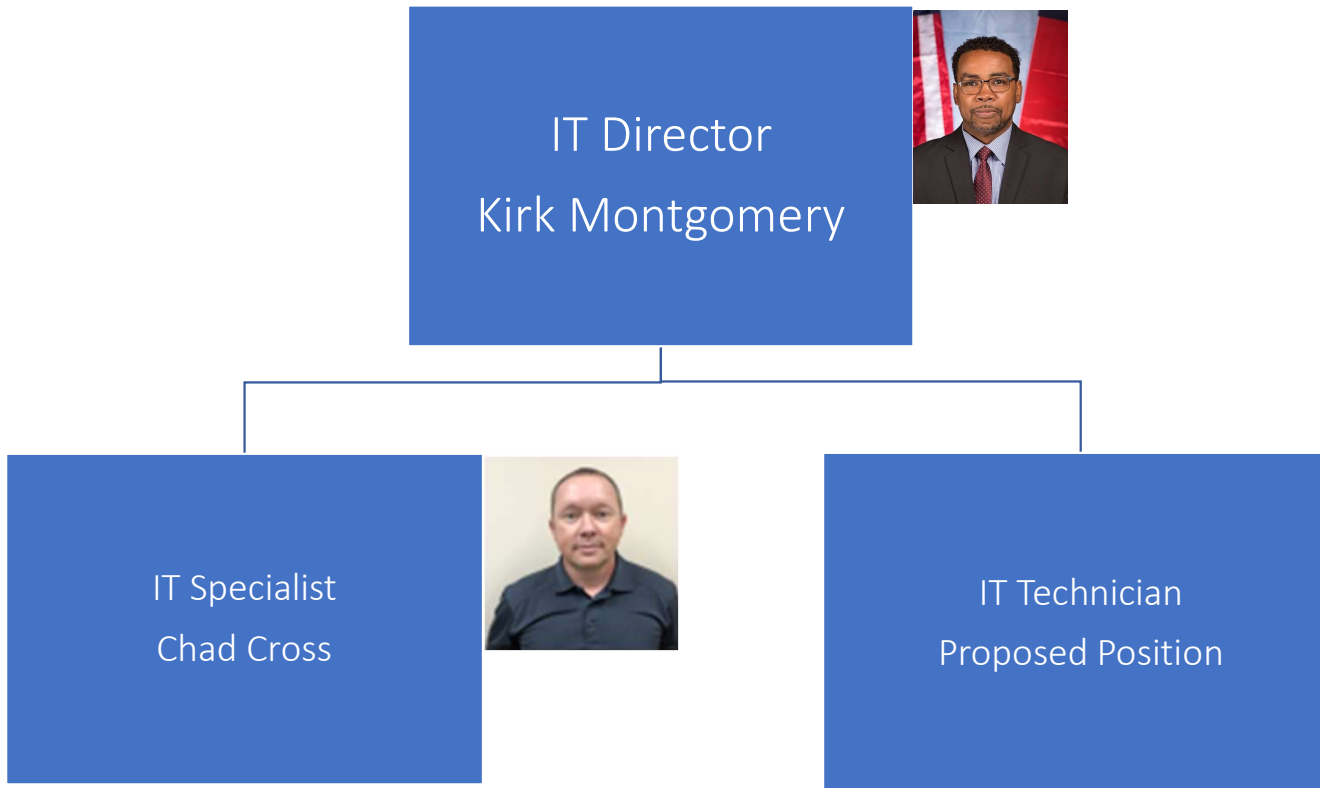 IT Director
Kirk Montgomery
IT Specialist
Chad Cross
IT Technician
Proposed Position